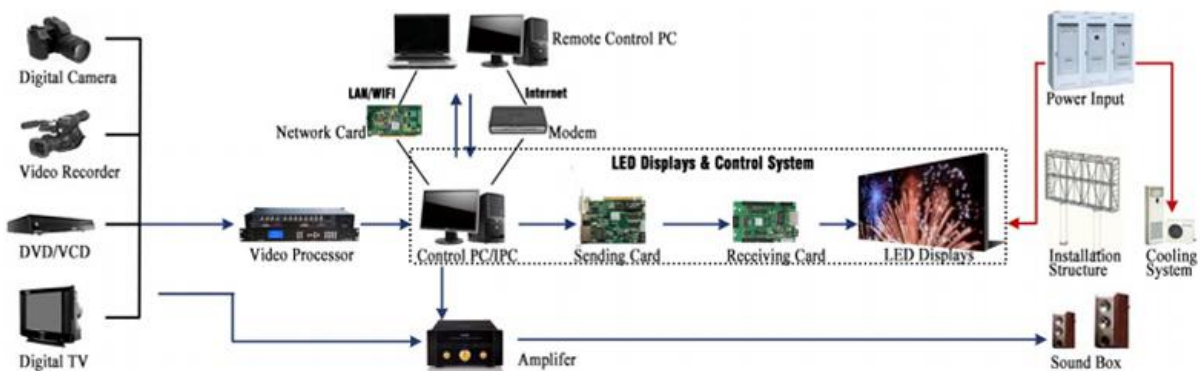 Remote Control PC
Digital Camera
LAN/WIFI
Internet
Power Input
Network Card
Modem
Video Recorder
LED Displays & Control System
DVD/VCD
Video Processor
Control PC/IPC
Sending Card
Receiving Card
LED Displays
Installation
Structure
Cooling
System
Digital TV
Amplifer
Sound Box